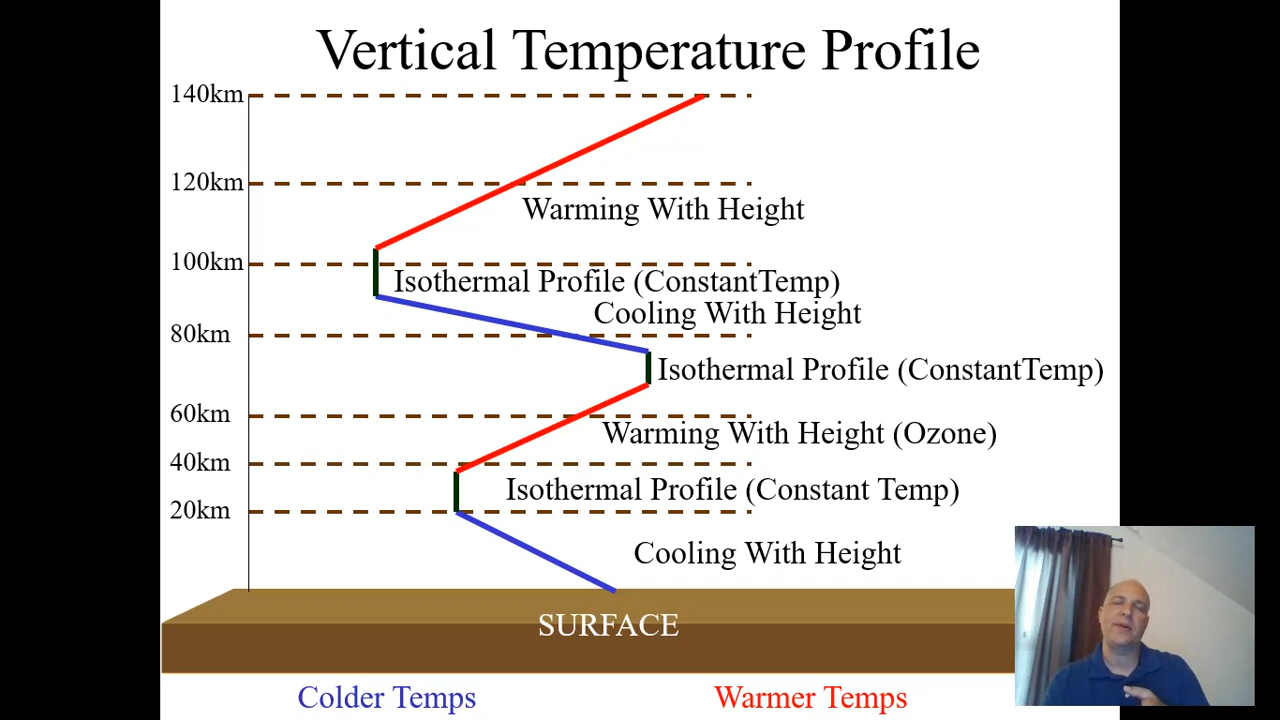 Vertical Temperature Profile
140km
120km
Warming With Height
100km
Isothermal Profile (ConstantTemp)
Cooling With Height
80km
Isothermal Profile (ConstantTemp)
60km
Warming With Height (Ozone)
40km
Isothermal Profile (Constant Temp)
20km
Cooling With Height
SURFACE
Colder Temps
Warmer Temps